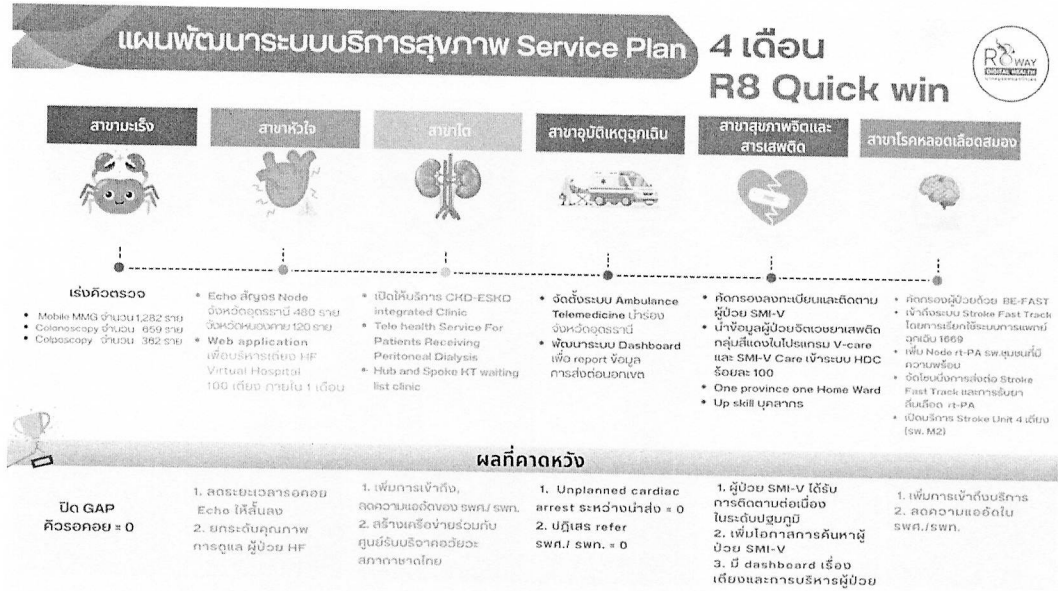 แผนพัฒนาระบบบริการสุขภาพ Service Plan
4 เดือน
R8 Quick win
R8 WAY
DIGITAL HEALTH
สาขามะเร็ง
เร่งคิวตรวจ
• Mobile MMG จำนวน 1,282 ราย
• Colonoscopy จำนวน 659 ราย
• Colposcopy จำนวน 362 ราย
สาขาหัวใจ
• Echo สัญจร Node
จังหวัดอุดรธานี 480 ราย
จังหวัดหนองคาย 120 ราย
• Web application
เพื่อบริหารเตียง HF
Virtual Hospital
100 เตียง ภายใน 1 เดือน
สาขาไต
• เปิดให้บริการ CKD-ESKD
integrated Clinic
• Tele health Service For
Patients Receiving
Peritoneal Dialysis
• Hub and Spoke KT waiting
list clinic
สาขาอุบัติเหตุฉุกเฉิน
• จัดตั้งระบบ Ambulance
Telemedicine นำร่อง
จังหวัดอุดรธานี
• พัฒนาระบบ Dashboard
เพื่อ report ข้อมูล
การส่งต่อนอกเขต
สาขาสุขภาพจิตและ
สารเสพติด
• คัดกรองลงทะเบียนและติดตาม
ผู้ป่วย SMI-V
• นำข้อมูลผู้ป่วยจิตเวชยาเสพติด
กลุ่มสีแดงในโปรแกรม V-care
และ SMI-V Care เข้าระบบ HDC
ร้อยละ 100
• One province one Home Ward
• Up skill บุคลากร
สาขาโรคหลอดเลือดสมอง
• คัดกรองผู้ป่วยด้วย BE-FAST
• เข้าถึงระบบ Stroke Fast Track
โดยการเรียกใช้ระบบการแพทย์
ฉุกเฉิน 1669
• เพิ่ม Node rt-PA รพ.ชุมชนที่มี
ความพร้อม
• จัดโซนนิ่งการส่งต่อ Stroke
Fast Track และการรับยา
ลิ่มเลือด rt-PA
• เปิดบริการ Stroke Unit 4 เตียง
(รพ. M2)
ผลที่คาดหวัง
ปิด GAP
คิวรอคอย = 0
1. ลดระยะเวลารอคอย
Echo ให้สั้นลง
2. ยกระดับคุณภาพ
การดูแล ผู้ป่วย HF
1. เพิ่มการเข้าถึง,
ลดความแออัดของ รพศ./ รพท.
2. สร้างเครือข่ายร่วมกับ
ศูนย์รับบริจาคอวัยวะ
สภากาชาดไทย
1. Unplanned cardiac
arrest ระหว่างนำส่ง = 0
2. ปฏิเสธ refer
รพศ./ รพท. = 0
1. ผู้ป่วย SMI-V ได้รับ
การติดตามต่อเนื่อง
ในระดับปฐมภูมิ
2. เพิ่มโอกาสการค้นหาผู้
ป่วย SMI-V
3. มี dashboard เรื่อง
เตียงและการบริหารผู้ป่วย
1. เพิ่มการเข้าถึงบริการ
2. ลดความแออัดใน
รพศ./รพท.